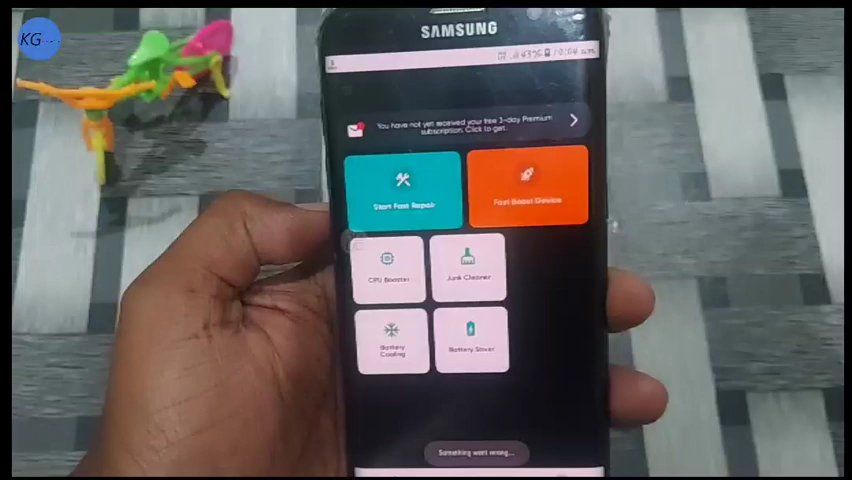 KG
SAMSUNG
You have not yet received your free 3-day Premium
subscription. Click to get.
Start Fast Repair
Fast Boost Device
CPU Booster
Junk Cleaner
Battery
Cooling
Battery Saver
Something went wrong...